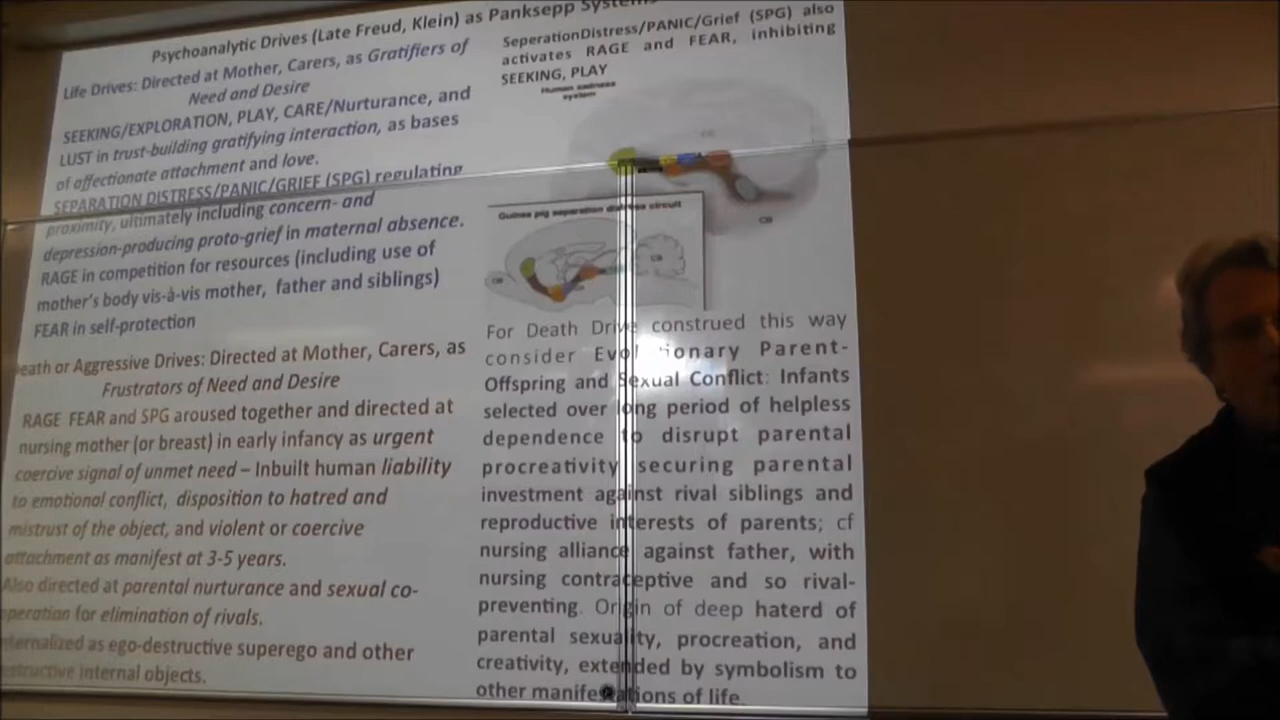 Psychoanalytic Drives (Late Freud, Klein) as Panksepp Systems
Life Drives: Directed at Mother, Carers, as Gratifiers of
Need and Desire
SEEKING/EXPLORATION, PLAY, CARE/Nurturance, and
LUST in trust-building gratifying interaction, as bases
of affectionate attachment and love.
SEPARATION DISTRESS/PANIC/GRIEF (SPG) regulating
proximity, ultimately including concern- and
depression-producing proto-grief in maternal absence.
RAGE in competition for resources (including use of
mother's body vis-à-vis mother, father and siblings)
FEAR in self-protection
eath or Aggressive Drives: Directed at Mother, Carers, as
Frustrators of Need and Desire
RAGE FEAR and SPG aroused together and directed at
nursing mother (or breast) in early infancy as urgent
coercive signal of unmet need – Inbuilt human liability
to emotional conflict, disposition to hatred and
mistrust of the object, and violent or coercive
attachment as manifest at 3-5 years.
Also directed at parental nurturance and sexual co-
operation for elimination of rivals.
nternalized as ego-destructive superego and other
estructive internal objects.
SeperationDistress/PANIC/Grief (SPG) also
activates RAGE and FEAR, inhibiting
SEEKING, PLAY
Human sadness
system
CC
CB
Guinea pig separation distress circuit
OB
CB
For Death Drive construed this way
consider Evolutionary Parent-
Offspring and Sexual Conflict: Infants
selected over long period of helpless
dependence to disrupt parental
procreativity securing parental
investment against rival siblings and
reproductive interests of parents; cf
nursing alliance against father, with
nursing contraceptive and so rival-
preventing. Origin of deep haterd of
parental sexuality, procreation, and
creativity, extended by symbolism to
other manifestations of life.